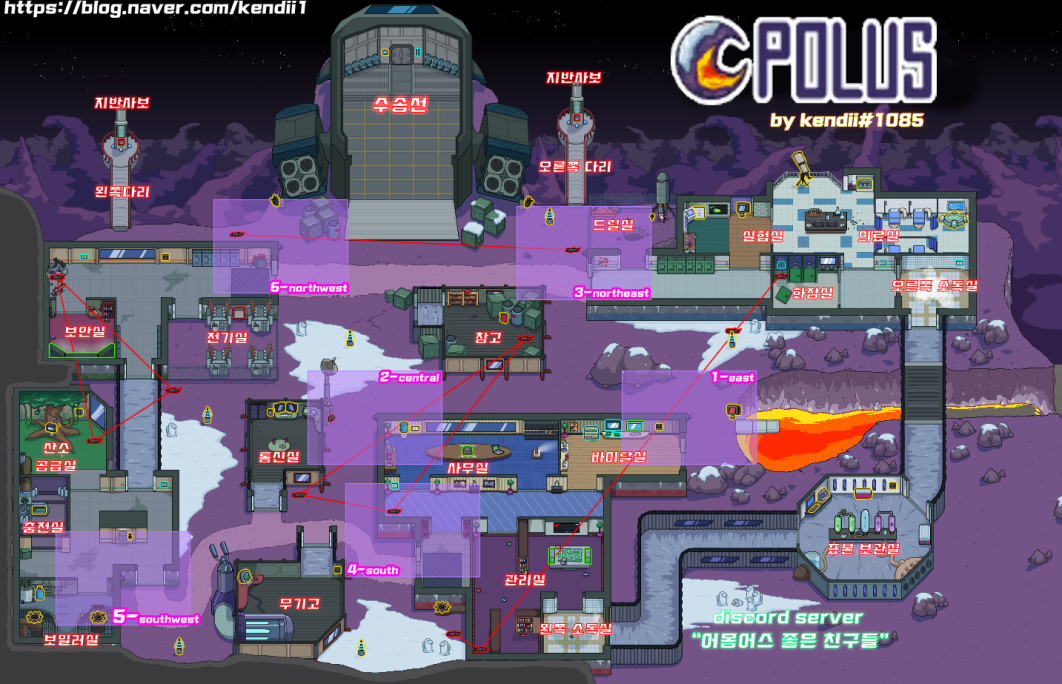 https://blog.naver.com/kendii1
POLUS
by kendii#1085
지반사보
지반사보
수송선
왼쪽다리
오른쪽 다리
드릴실
실험실
의료실
6-northwest
3-northeast
화장실
오른쪽 소독실
보안실
전기실
창고
2-central
1-east
산소
공급실
통신실
사무실
바이탈실
충전실
4-south
관리실
표본 보관실
5-southwest
무기고
보일러실
왼쪽 소독실
discord server
"어몽어스 좋은 친구들"